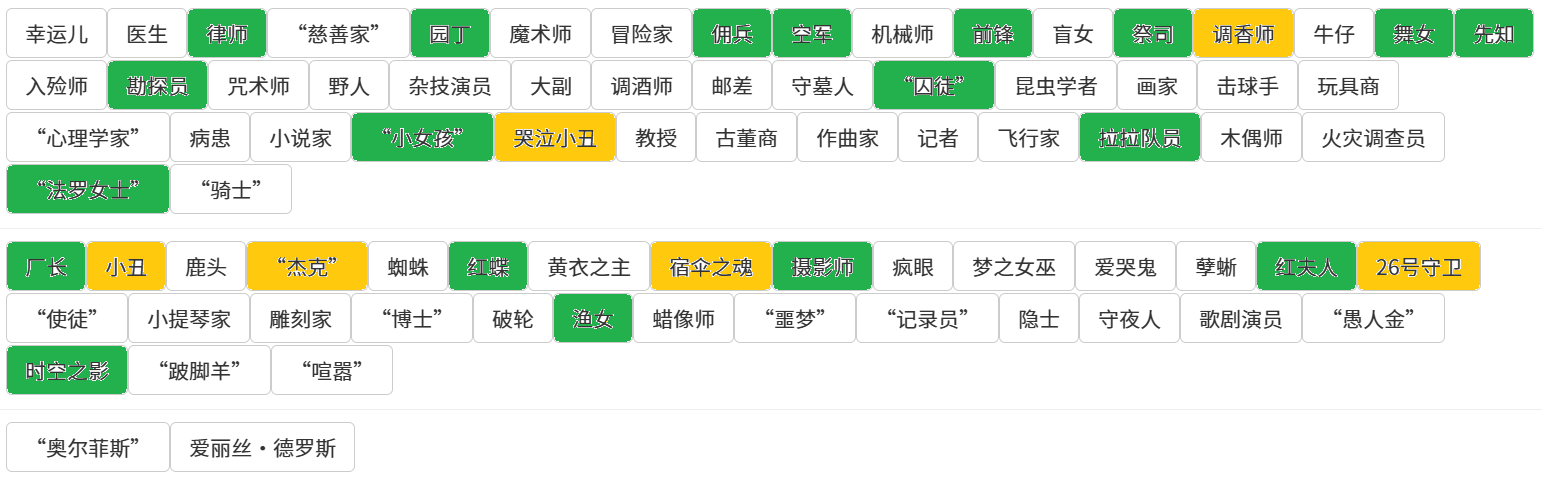 幸运儿 医生 律师 “慈善家” 园丁 魔术师 冒险家 佣兵 空军 机械师 前锋 盲女 祭司 调香师 牛仔 舞女 先知
入殓师 勘探员 咒术师 野人 杂技演员 大副 调酒师 邮差 守墓人 “囚徒” 昆虫学者 画家 击球手 玩具商
“心理学家” 病患 小说家 “小女孩” 哭泣小丑 教授 古董商 作曲家 记者 飞行家 拉拉队员 木偶师 火灾调查员
“法罗女士” “骑士”
厂长 小丑 鹿头 “杰克” 蜘蛛 红蝶 黄衣之主 宿伞之魂 摄影师 疯眼 梦之女巫 爱哭鬼 孽蜥 红夫人 26号守卫
“使徒” 小提琴家 雕刻家 “博士” 破轮 渔女 蜡像师 “噩梦” “记录员” 隐士 守夜人 歌剧演员 “愚人金”
时空之影 “跛脚羊” “喧嚣”
“奥尔菲斯” 爱丽丝・德罗斯